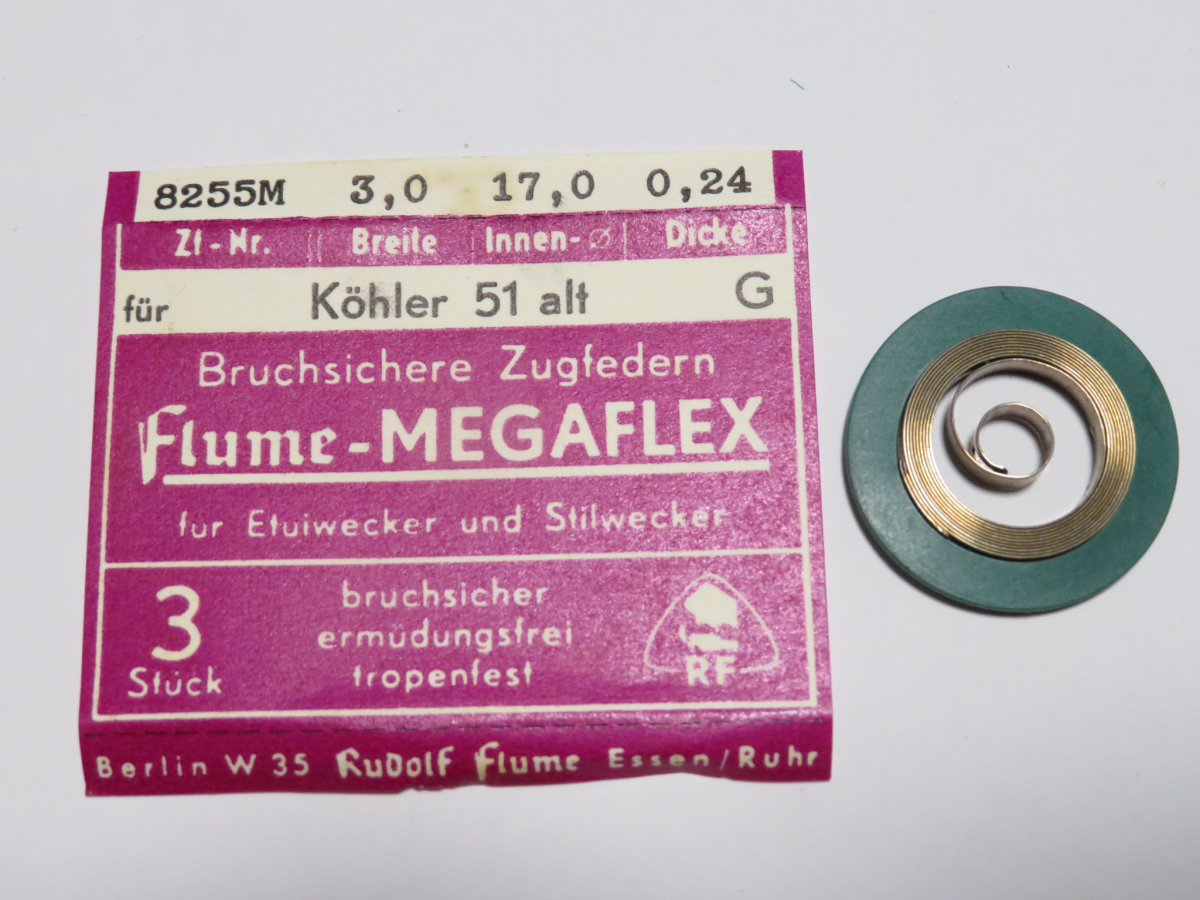 8255M 3,0 17,0 0,24
Zf-Nr. Breite Innen-⌀ Dicke
für Köhler 51 alt G
Bruchsichere Zugfedern
Flume-MEGAFLEX
für Etuiwecker und Stilwecker
3 Stück
bruchsicher
ermüdungsfrei
tropenfest
RF
Berlin W 35 Rudolf Flume Essen/Ruhr